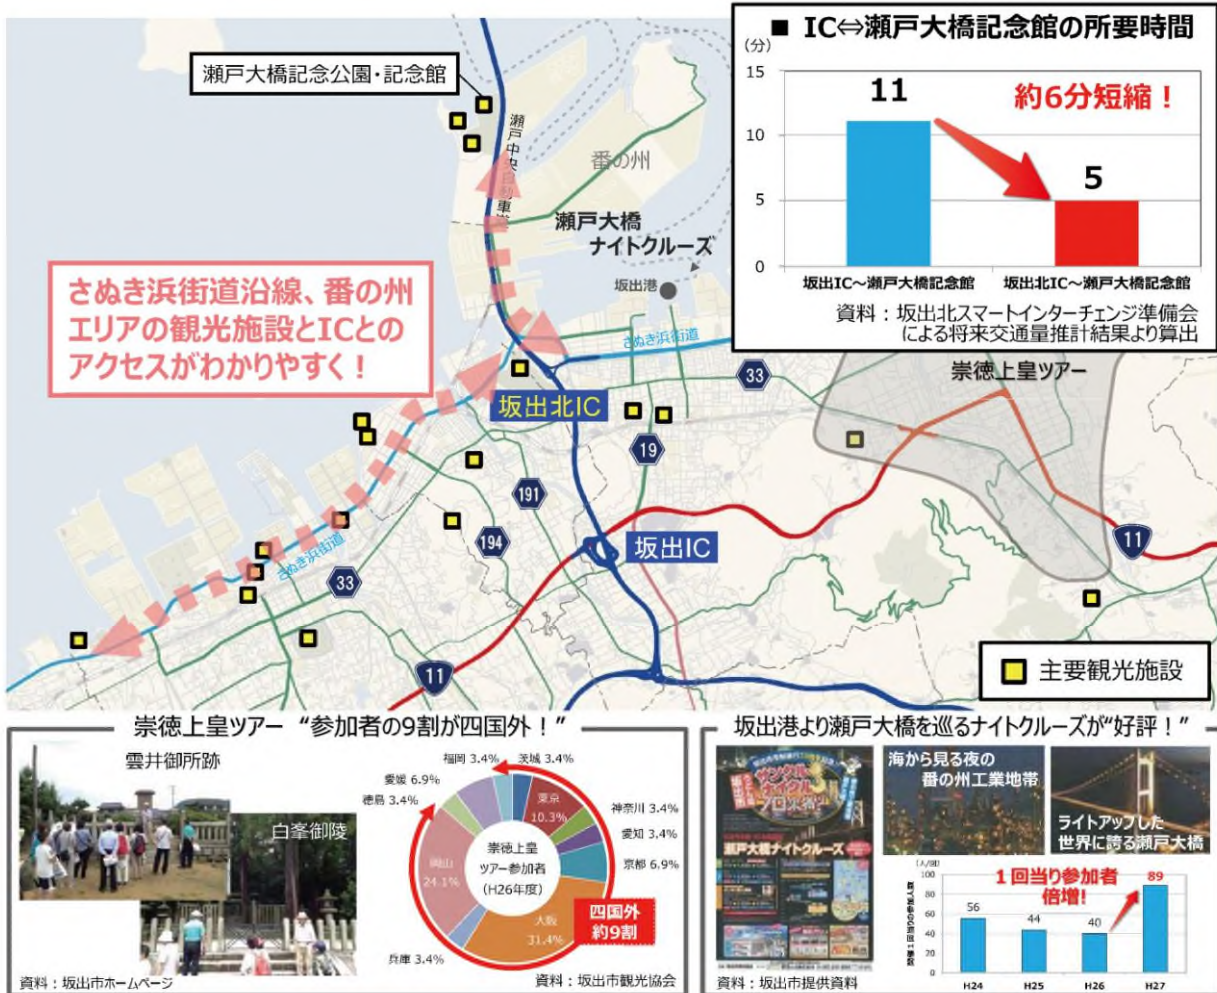 瀬戸大橋記念公園・記念館
瀬戸中央自動車道
番の州
瀬戸大橋
ナイトクルーズ
坂出港
さぬき浜街道
さぬき浜街道沿線、番の州
エリアの観光施設とICとの
アクセスがわかりやすく！
■ IC⇔瀬戸大橋記念館の所要時間
(分)
15
10
5
0
11
約6分短縮！
5
坂出IC～瀬戸大橋記念館
坂出北IC～瀬戸大橋記念館
資料：坂出北スマートインターチェンジ準備会
による将来交通量推計結果より算出
崇徳上皇ツアー
33
坂出北IC
19
191
194
坂出IC
11
さぬき浜街道
33
11
主要観光施設
崇徳上皇ツアー “参加者の9割が四国外！”
雲井御所跡
白峯御陵
資料：坂出市ホームページ
福岡 3.4%
茨城 3.4%
愛媛 6.9%
徳島 3.4%
東京
10.3%
神奈川 3.4%
愛知 3.4%
京都 6.9%
岡山
24.1%
崇徳上皇
ツアー参加者
(H26年度)
大阪
31.4%
四国外
約9割
兵庫 3.4%
資料：坂出市観光協会
坂出港より瀬戸大橋を巡るナイトクルーズが“好評！”
瀬戸大橋ナイトクルーズ
海から見る夜の
番の州工業地帯
ライトアップした
世界に誇る瀬戸大橋
(人/回)
1回当り参加者
倍増!
100
80
60
40
20
0
56
44
40
89
H24
H25
H26
H27
資料：坂出市提供資料